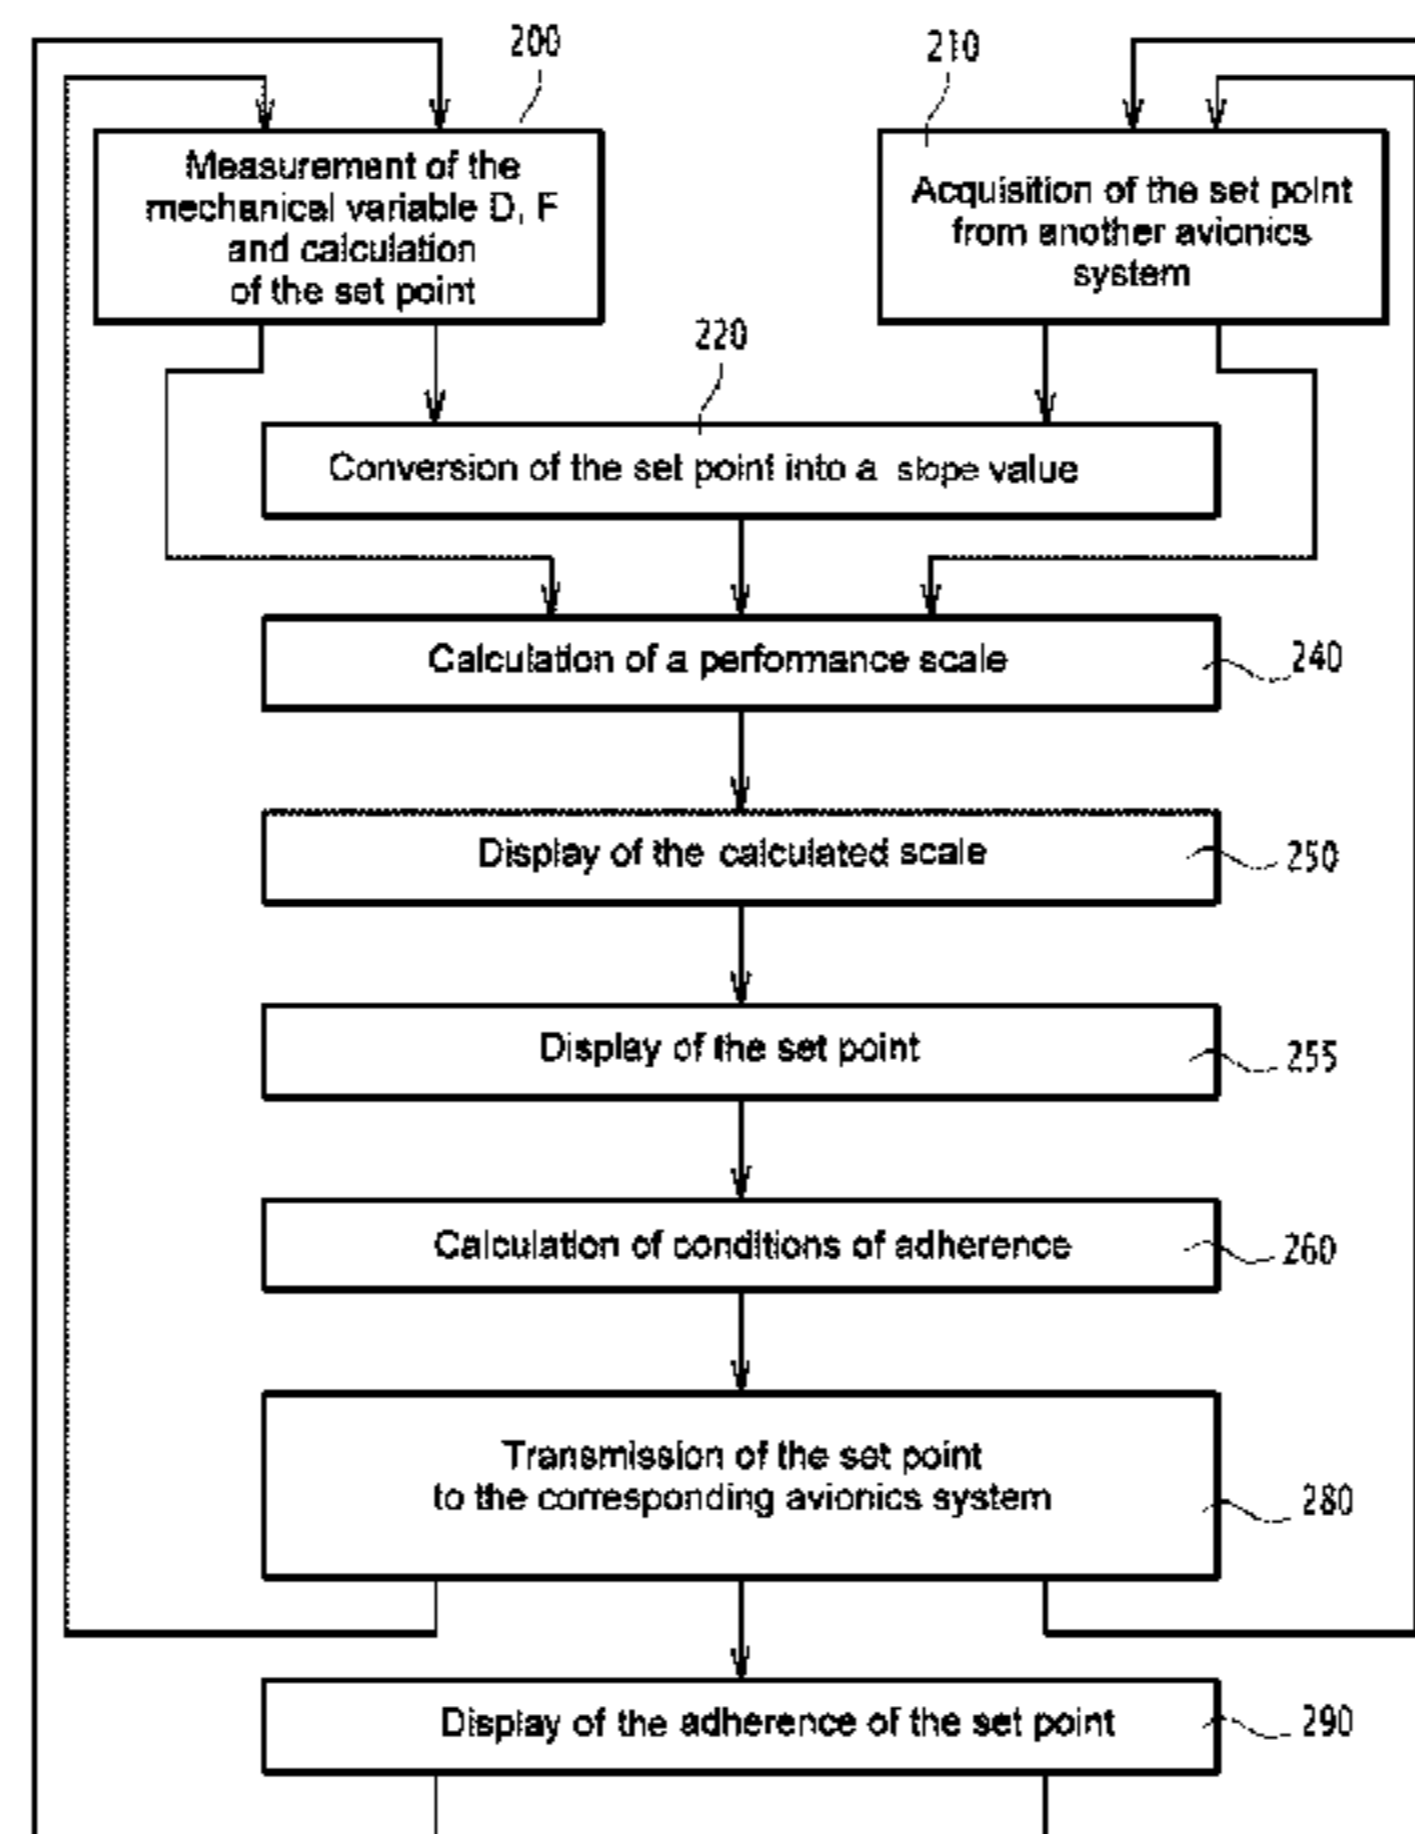 200
Measurement of the
mechanical variable D, F
and calculation
of the set point
210
Acquisition of the set point
from another avionics
system
220
Conversion of the set point into a slope value
Calculation of a performance scale
240
Display of the calculated scale
250
Display of the set point
255
Calculation of conditions of adherence
260
Transmission of the set point
to the corresponding avionics system
280
Display of the adherence of the set point
290